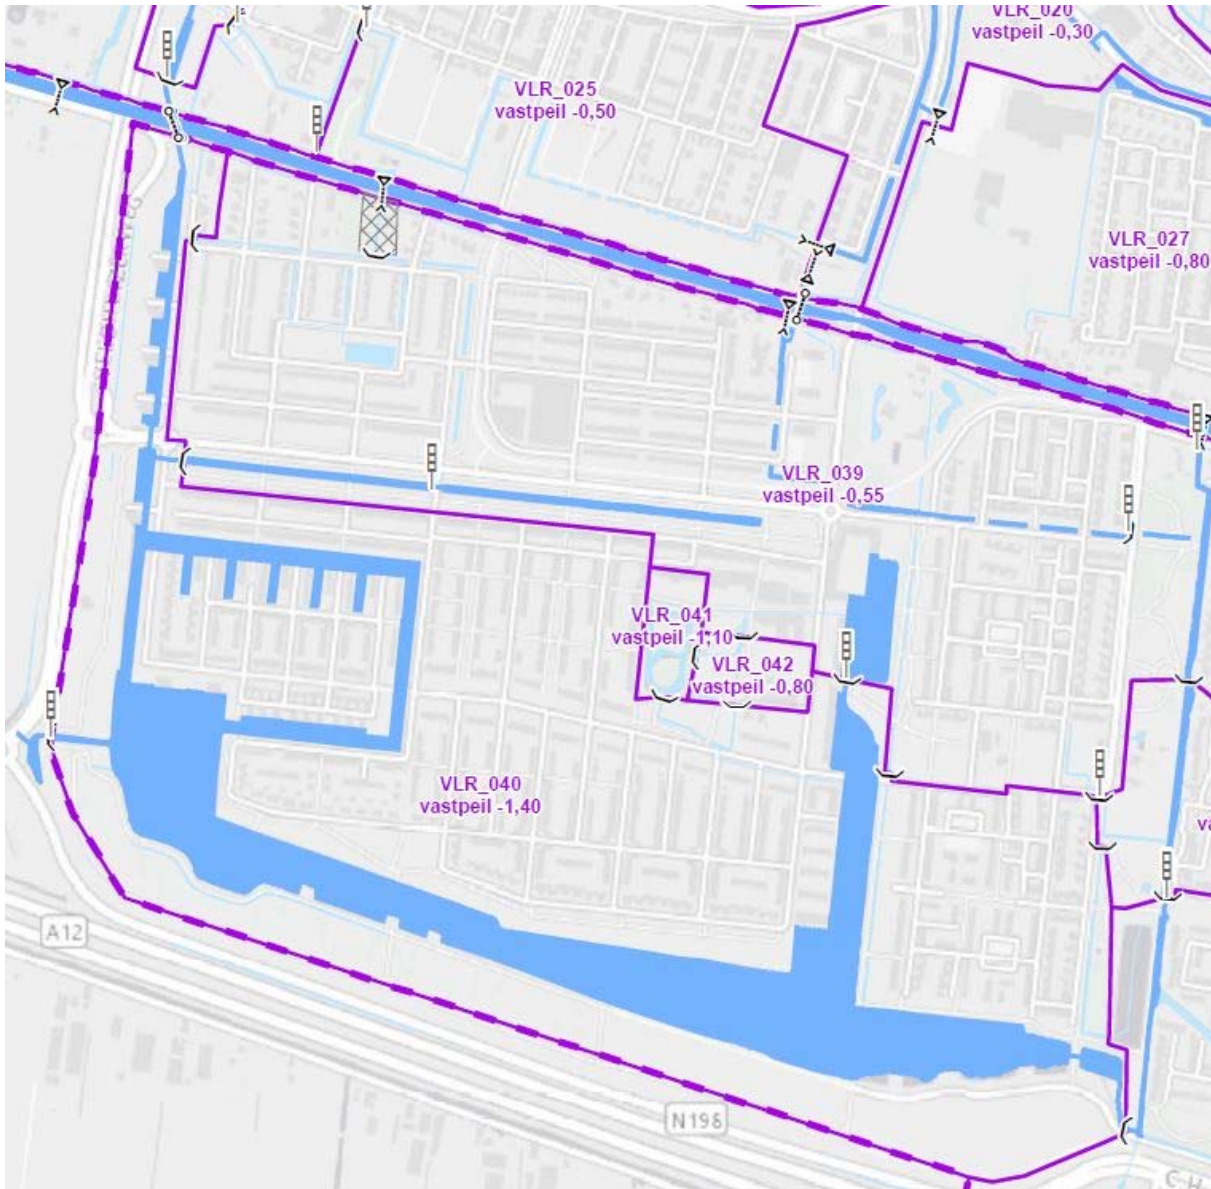 VLR_020
vastpeil -0,30
VLR_025
vastpeil -0,50
VLR_027
vastpeil -0,80
VLR_039
vastpeil -0,55
VLR_041
vastpeil -1,10
VLR_042
vastpeil -0,80
VLR_040
vastpeil -1,40
A12
N198
C.H.